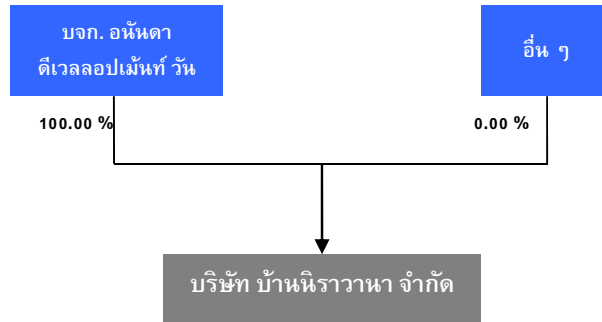 บจก. อนันดา
ดีเวลลอปเม้นท์ วัน
อื่น ๆ
100.00 %
0.00 %
บริษัท บ้านนิราวานา จำกัด